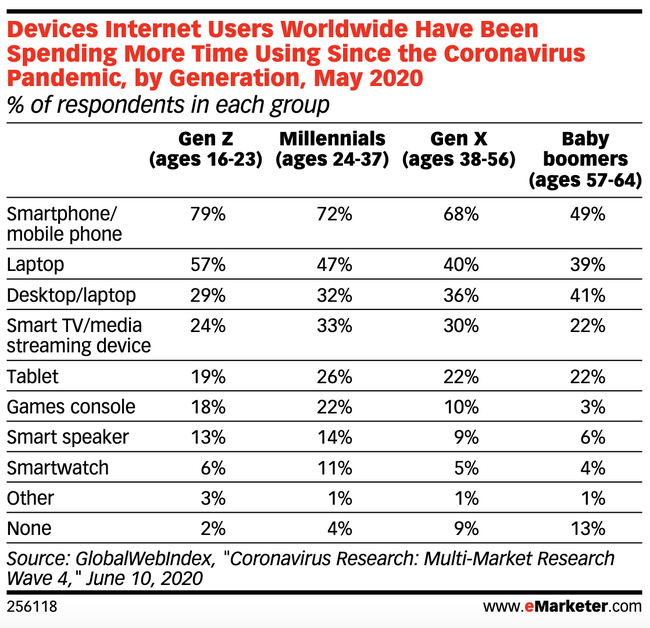 Devices Internet Users Worldwide Have Been
Spending More Time Using Since the Coronavirus
Pandemic, by Generation, May 2020
% of respondents in each group
Gen Z Millennials Gen X Baby
(ages 16-23) (ages 24-37) (ages 38-56) boomers
(ages 57-64)
Smartphone/ 79% 72% 68% 49%
mobile phone
Laptop 57% 47% 40% 39%
Desktop/laptop 29% 32% 36% 41%
Smart TV/media 24% 33% 30% 22%
streaming device
Tablet 19% 26% 22% 22%
Games console 18% 22% 10% 3%
Smart speaker 13% 14% 9% 6%
Smartwatch 6% 11% 5% 4%
Other 3% 1% 1% 1%
None 2% 4% 9% 13%
Source: GlobalWebIndex, "Coronavirus Research: Multi-Market Research
Wave 4," June 10, 2020
256118 www.eMarketer.com